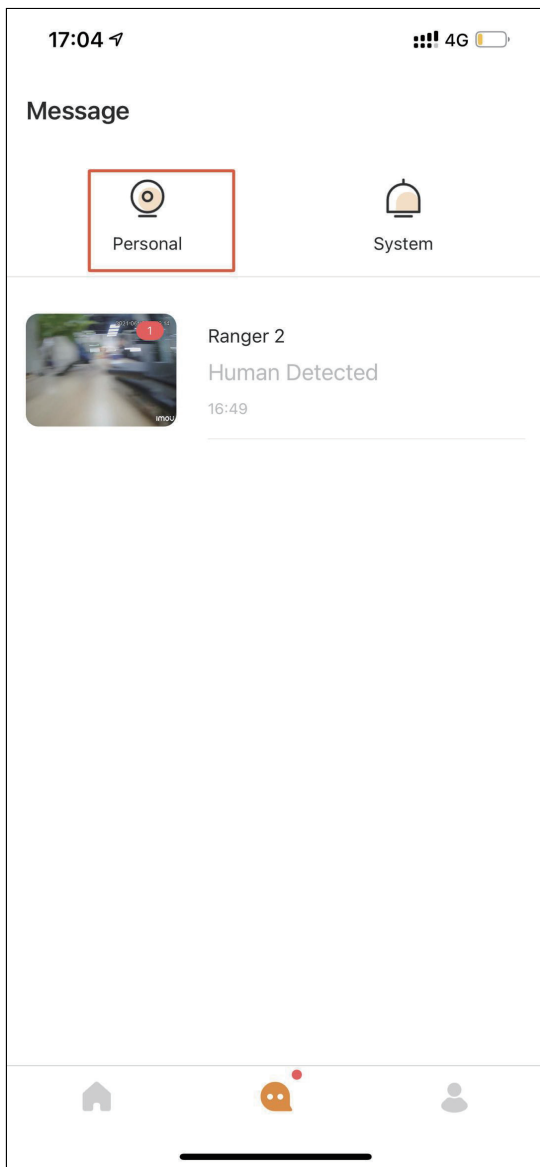 17:04
4G
Message
Personal
System
1
Ranger 2
Human Detected
16:49
imou